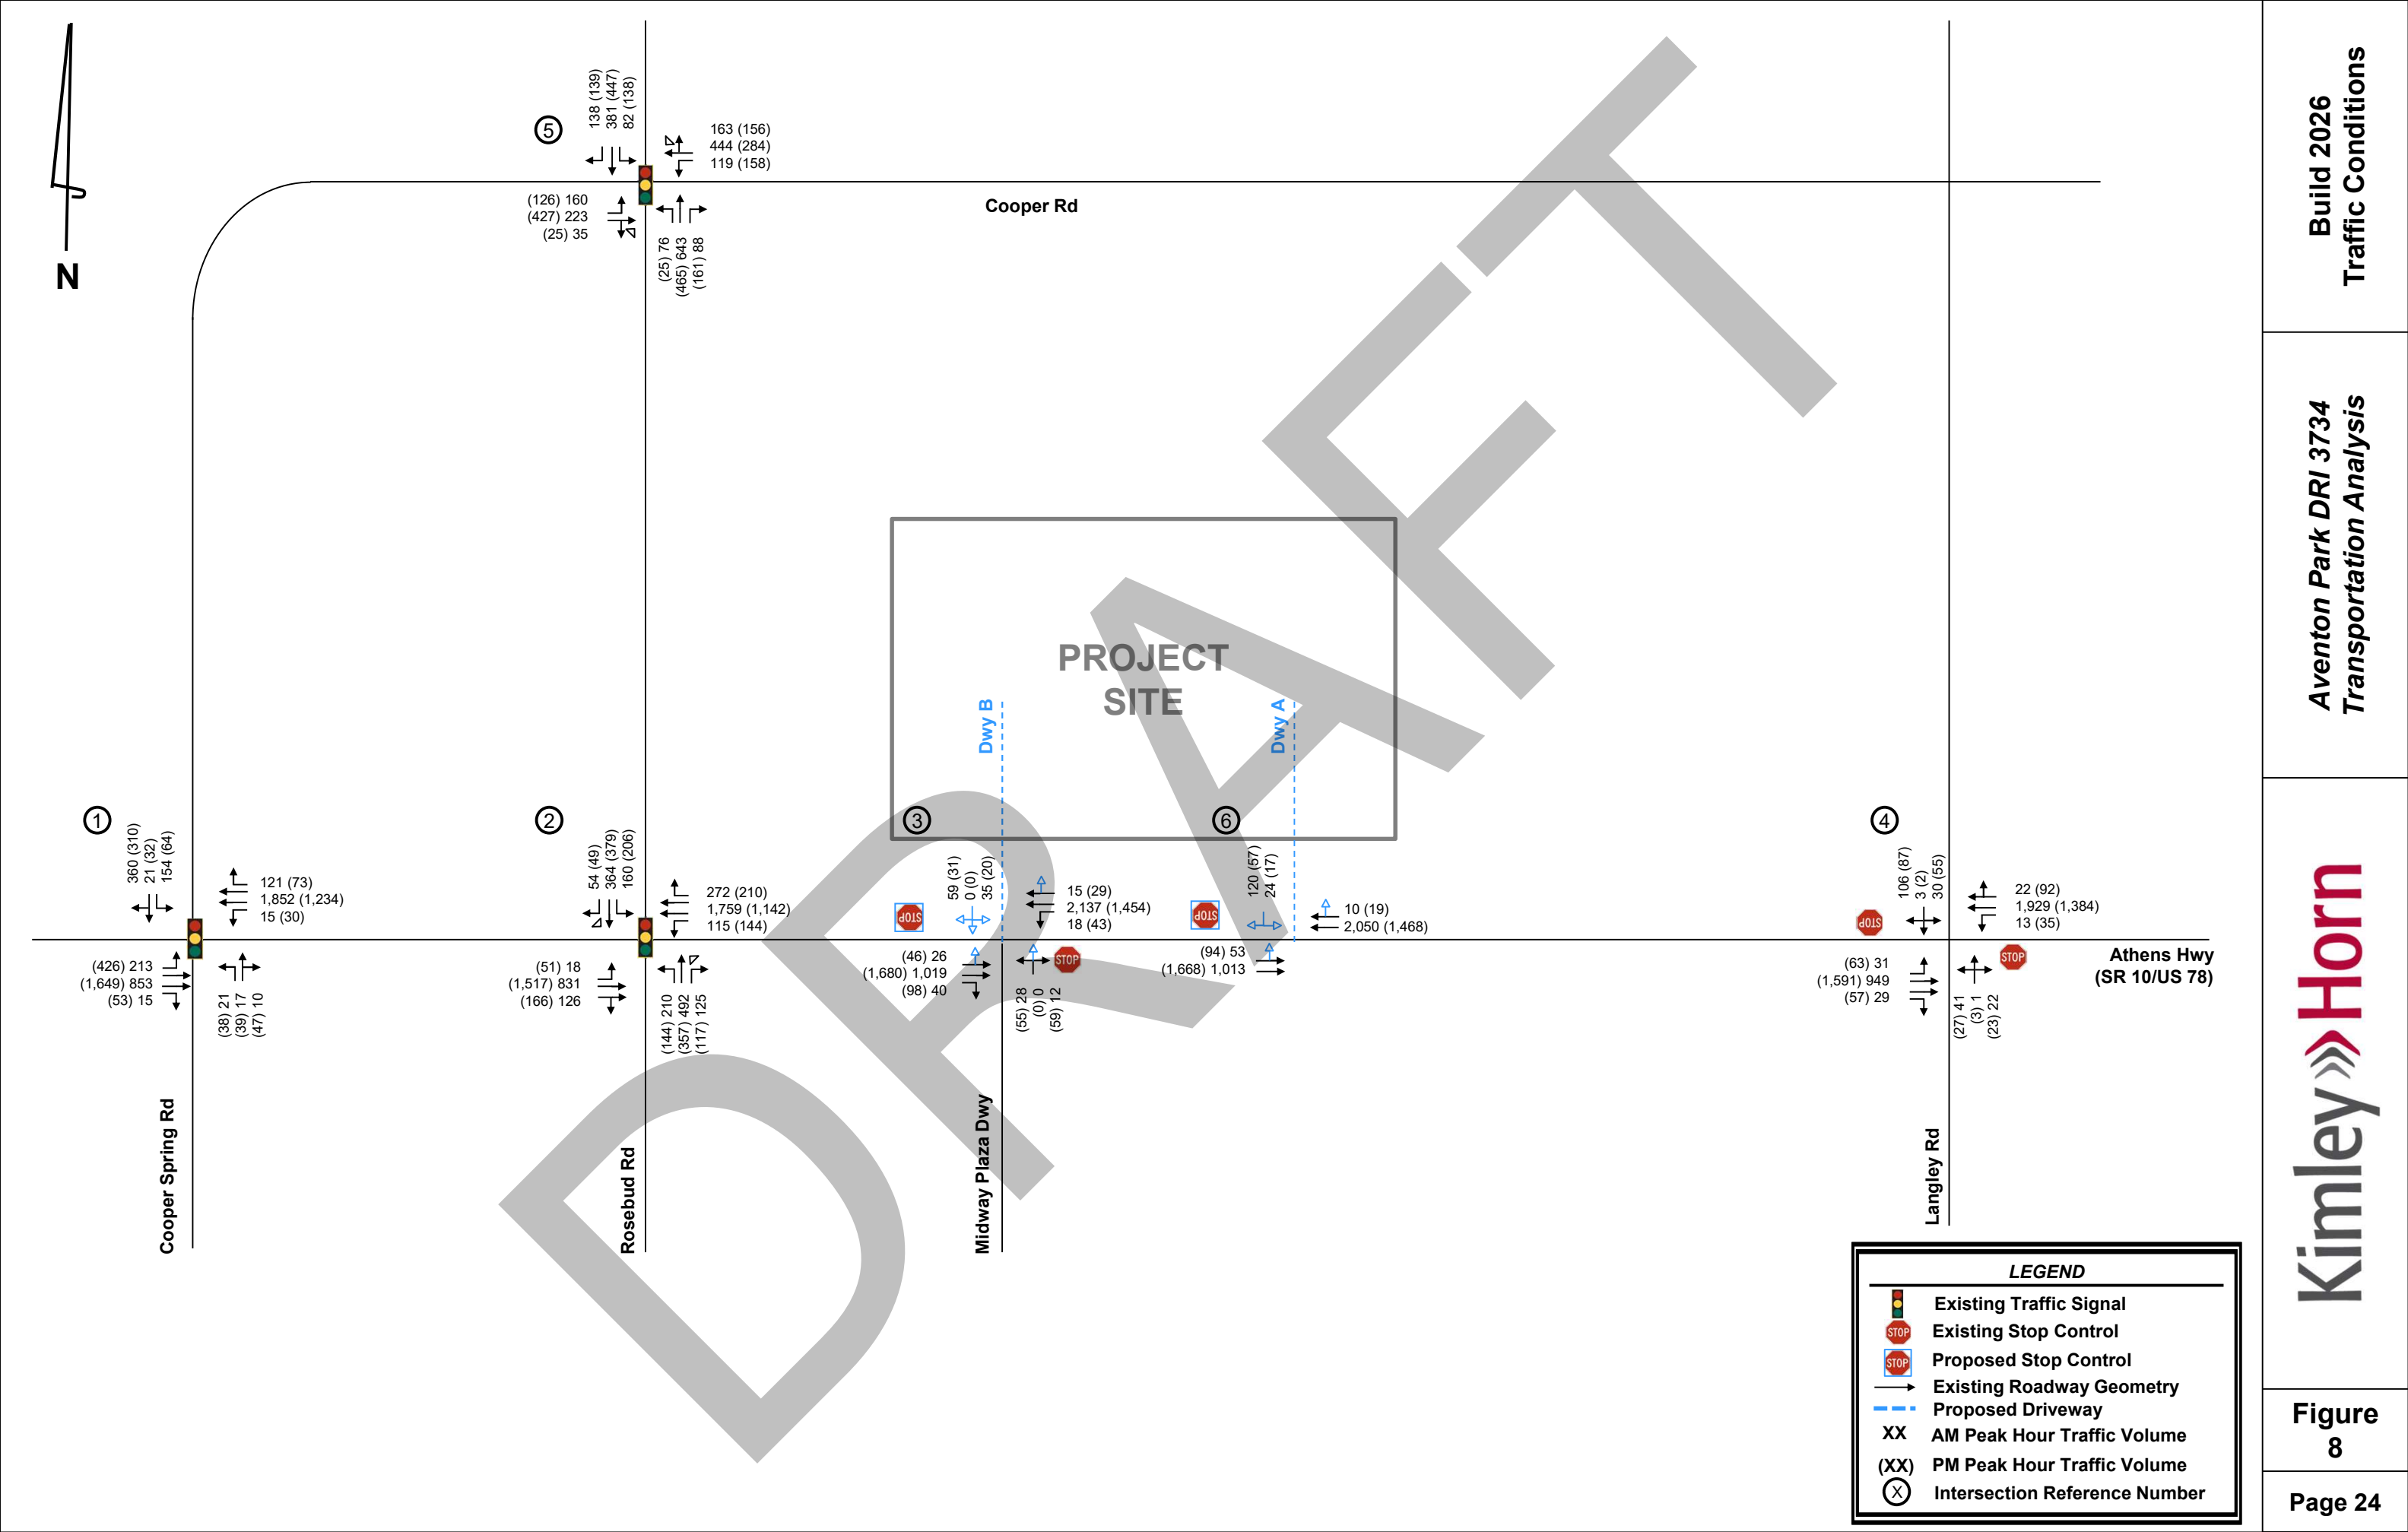 N
5
138 (139)
381 (447)
82 (138)
163 (156)
444 (284)
119 (158)
(126) 160
(427) 223
(25) 35
(25) 76
(465) 643
(161) 88
Cooper Rd
PROJECT
SITE
Dwy B
Dwy A
1
360 (310)
21 (32)
154 (64)
121 (73)
1,852 (1,234)
15 (30)
(426) 213
(1,649) 853
(53) 15
(38) 21
(39) 17
(47) 10
2
54 (49)
364 (379)
160 (206)
272 (210)
1,759 (1,142)
115 (144)
(51) 18
(1,517) 831
(166) 126
(144) 210
(357) 492
(117) 125
3
STOP
59 (31)
0 (0)
35 (20)
15 (29)
2,137 (1,454)
18 (43)
(46) 26
(1,680) 1,019
(98) 40
(55) 28
(0) 0
(59) 12
STOP
6
STOP
120 (57)
24 (17)
10 (19)
2,050 (1,468)
(94) 53
(1,668) 1,013
4
STOP
106 (87)
3 (2)
30 (55)
22 (92)
1,929 (1,384)
13 (35)
(63) 31
(1,591) 949
(57) 29
(27) 41
(3) 1
(23) 22
STOP
Athens Hwy
(SR 10/US 78)
Cooper Spring Rd
Rosebud Rd
Midway Plaza Dwy
Langley Rd
DRAFT
LEGEND
Existing Traffic Signal
STOP Existing Stop Control
STOP Proposed Stop Control
Existing Roadway Geometry
Proposed Driveway
XX AM Peak Hour Traffic Volume
(XX) PM Peak Hour Traffic Volume
X Intersection Reference Number
Build 2026
Traffic Conditions
Aventon Park DRI 3734
Transportation Analysis
Kimley»Horn
Figure
8
Page 24